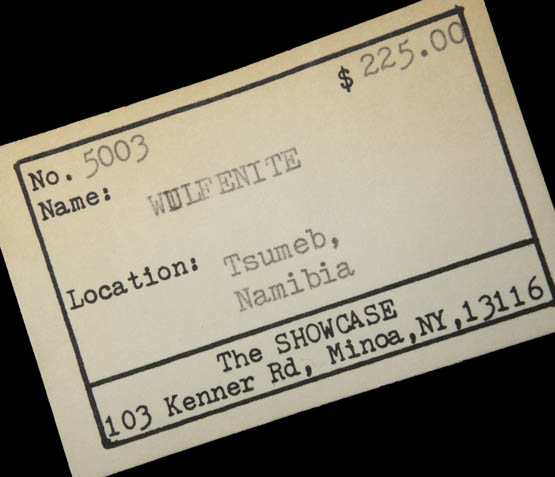 $ 225.00
No. 5003
Name: WULFENITE
Location: Tsumeb,
Namibia
The SHOWCASE
103 Kenner Rd, Minoa,NY,13116